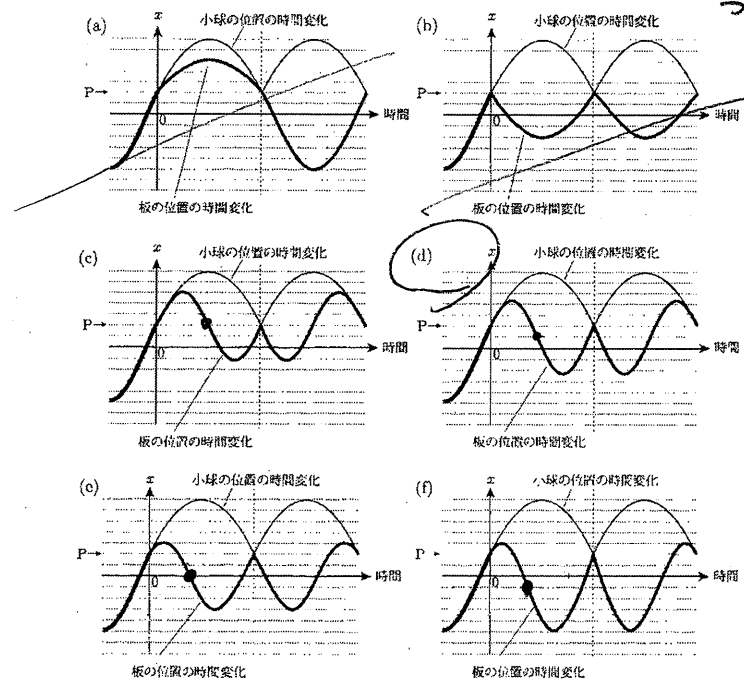 (a)
x
小球の位置の時間変化
P→
0
時間
板の位置の時間変化
(b)
x
小球の位置の時間変化
P→
0
時間
板の位置の時間変化
(c)
x
小球の位置の時間変化
P→
0
時間
板の位置の時間変化
(d)
x
小球の位置の時間変化
P→
0
時間
板の位置の時間変化
(e)
x
小球の位置の時間変化
P→
0
時間
板の位置の時間変化
(f)
x
小球の位置の時間変化
P→
0
時間
板の位置の時間変化